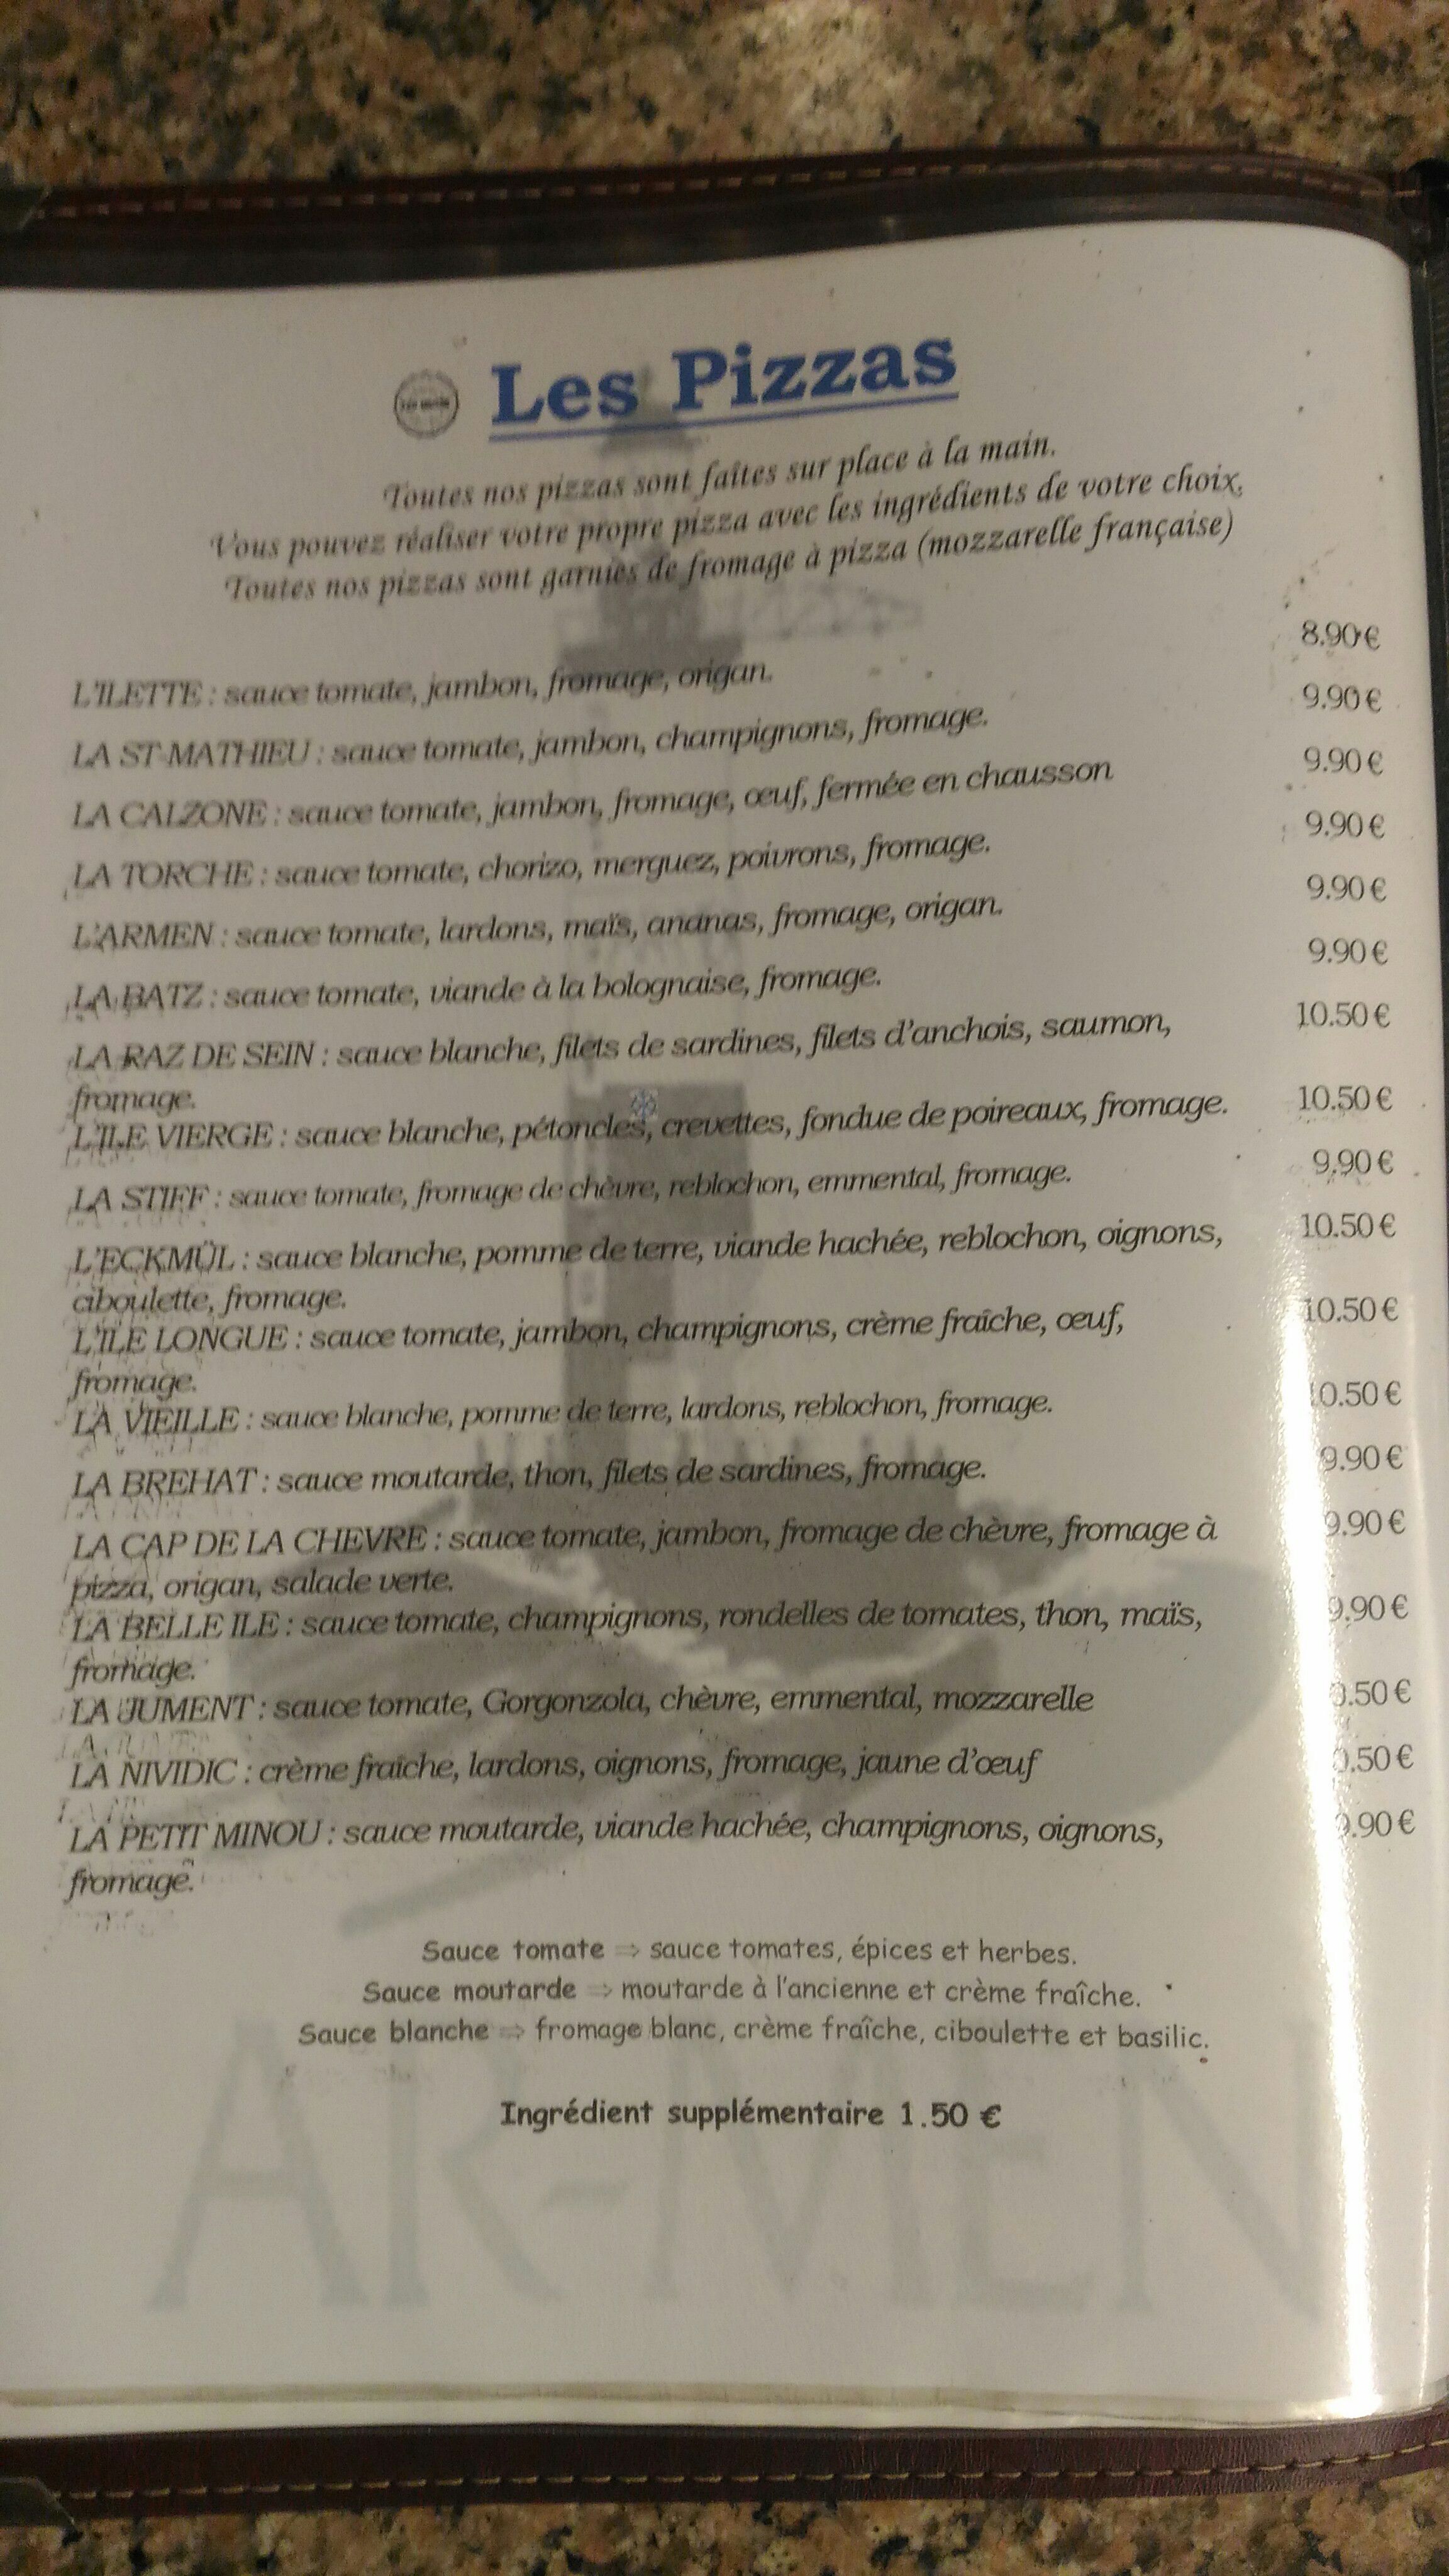 Les Pizzas
Toutes nos pizzas sont faîtes sur place à la main.
Vous pouvez réaliser votre propre pizza avec les ingrédients de votre choix,
Toutes nos pizzas sont garnies de fromage à pizza (mozzarelle française)
L'ILETTE : sauce tomate, jambon, fromage, origan. 8.90 €
LA ST MATHIEU : sauce tomate, jambon, champignons, fromage. 9.90 €
LA CALZONE : sauce tomate, jambon, fromage, œuf, fermée en chausson 9.90 €
LA TORCHE : sauce tomate, chorizo, merguez, poivrons, fromage. 9.90 €
L'ARMEN : sauce tomate, lardons, maïs, ananas, fromage, origan. 9.90 €
LA BATZ : sauce tomate, viande à la bolognaise, fromage. 9.90 €
LA RAZ DE SEIN : sauce blanche, filets de sardines, filets d'anchois, saumon, 10.50 €
fromage.
L'ILE VIERGE : sauce blanche, pétoncles, crevettes, fondue de poireaux, fromage. 10.50 €
LA STIFF : sauce tomate, fromage de chèvre, reblochon, emmental, fromage. 9.90 €
L'ECKMÜL : sauce blanche, pomme de terre, viande hachée, reblochon, oignons, 10.50 €
ciboulette, fromage.
L'ILE LONGUE : sauce tomate, jambon, champignons, crème fraîche, œuf, 10.50 €
fromage.
LA VIEILLE : sauce blanche, pomme de terre, lardons, reblochon, fromage. 10.50 €
LA BREHAT : sauce moutarde, thon, filets de sardines, fromage. 9.90 €
LA CAP DE LA CHEVRE : sauce tomate, jambon, fromage de chèvre, fromage à 9.90 €
pizza, origan, salade verte.
LA BELLE ILE : sauce tomate, champignons, rondelles de tomates, thon, maïs, 9.90 €
fromage.
LA JUMENT : sauce tomate, Gorgonzola, chèvre, emmental, mozzarelle .50 €
LA NIVIDIC : crème fraîche, lardons, oignons, fromage, jaune d'œuf .50 €
LA PETIT MINOU : sauce moutarde, viande hachée, champignons, oignons, 9.90 €
fromage.
Sauce tomate ⇒ sauce tomates, épices et herbes.
Sauce moutarde ⇒ moutarde à l'ancienne et crème fraîche.
Sauce blanche ⇒ fromage blanc, crème fraîche, ciboulette et basilic.
Ingrédient supplémentaire 1.50 €
AR-MEN